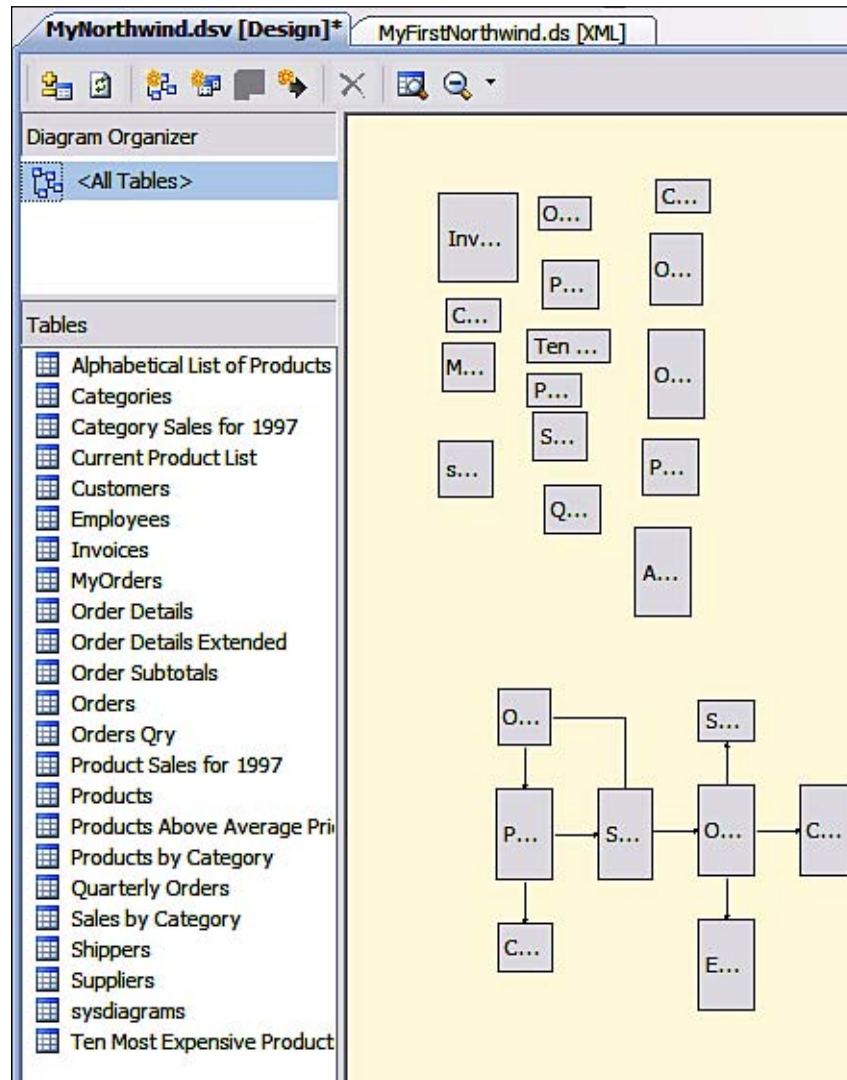 MyNorthwind.dsv [Design]* MyFirstNorthwind.ds [XML]
Diagram Organizer
<All Tables>
Tables
Alphabetical List of Products
Categories
Category Sales for 1997
Current Product List
Customers
Employees
Invoices
MyOrders
Order Details
Order Details Extended
Order Subtotals
Orders
Orders Qry
Product Sales for 1997
Products
Products Above Average Pri
Products by Category
Quarterly Orders
Sales by Category
Shippers
Suppliers
sysdiagrams
Ten Most Expensive Product
C...
O...
Inv...
O...
P...
C...
Ten ...
M...
O...
P...
S...
s...
P...
Q...
A...
O...
S...
P...
S...
O...
C...
C...
E...